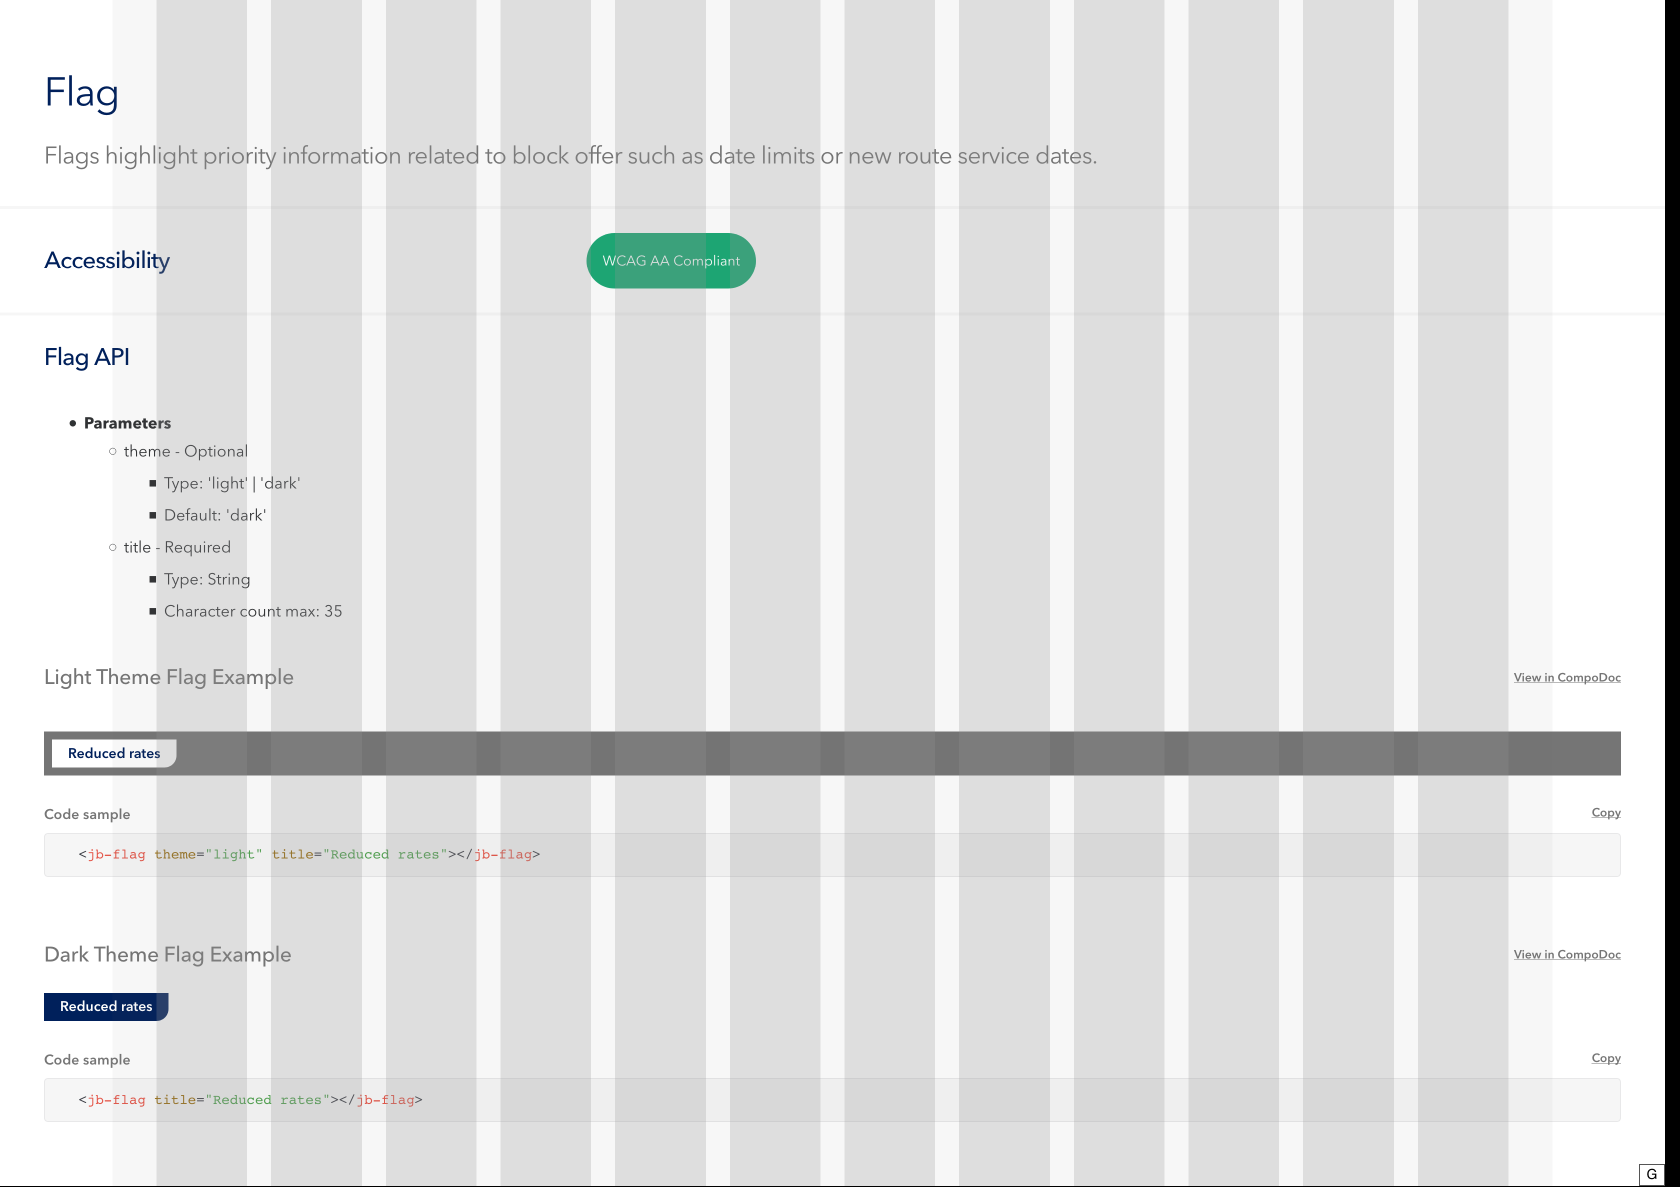 Flag
Flags highlight priority information related to block offer such as date limits or new route service dates.
Accessibility
WCAG AA Compliant
Flag API
Parameters
theme - Optional
Type: 'light' | 'dark'
Default: 'dark'
title - Required
Type: String
Character count max: 35
Light Theme Flag Example
View in CompoDoc
Reduced rates
Code sample
Copy
<jb-flag theme="light" title="Reduced rates"></jb-flag>
Dark Theme Flag Example
View in CompoDoc
Reduced rates
Code sample
Copy
<jb-flag title="Reduced rates"></jb-flag>
G